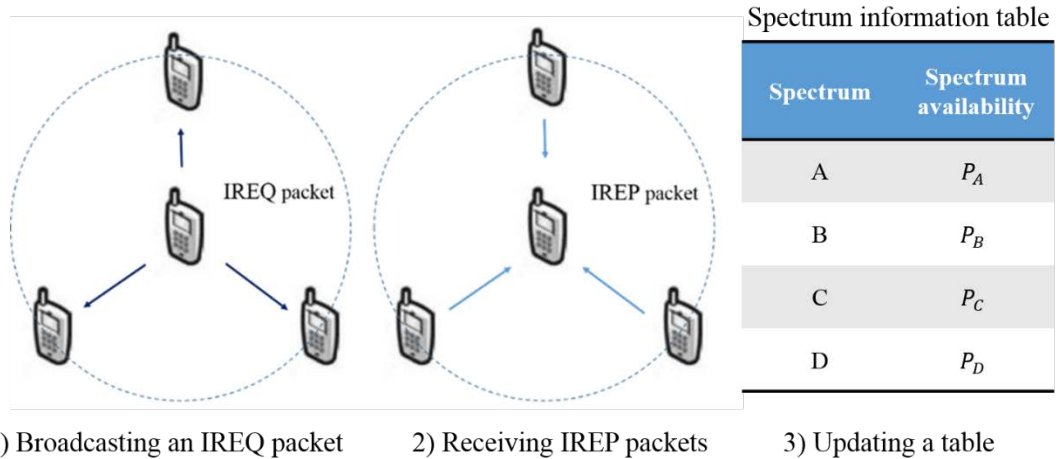 Spectrum information table
Spectrum
Spectrum
availability
IREQ packet
IREP packet
A
P_A
B
P_B
C
P_C
D
P_D
) Broadcasting an IREQ packet
2) Receiving IREP packets
3) Updating a table